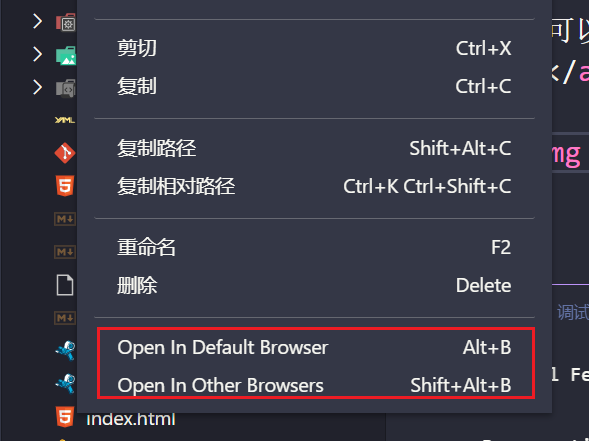 剪切 Ctrl+X
可以
复制 Ctrl+C
</a
复制路径 Shift+Alt+C
mg
复制相对路径 Ctrl+K Ctrl+Shift+C
重命名 F2
删除 Delete
调试
Open In Default Browser Alt+B
l Fe
Open In Other Browsers Shift+Alt+B
index.html